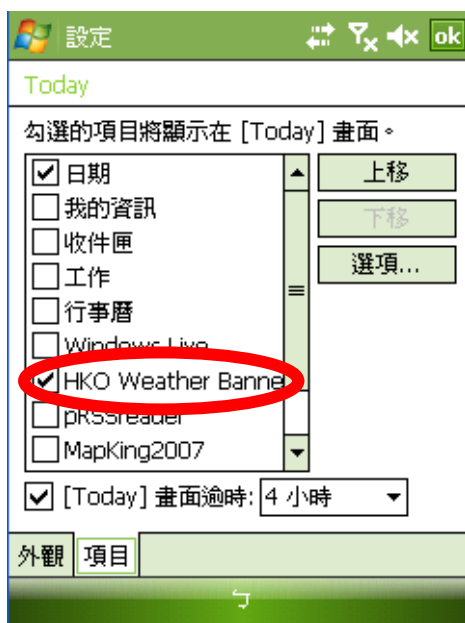 設定
ok
Today
勾選的項目將顯示在 [Today] 畫面。
日期
我的資訊
收件匣
工作
行事曆
Windows Live
HKO Weather Banne
pRSSreader
MapKing2007
上移
下移
選項...
[Today] 畫面逾時: 4 小時
外觀 項目
ㄅ